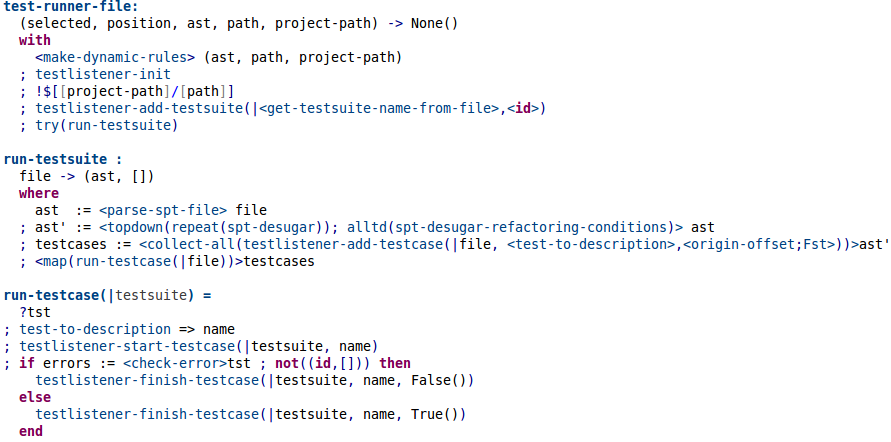 test-runner-file:
  (selected, position, ast, path, project-path) -> None()
  with
    <make-dynamic-rules> (ast, path, project-path)
  ; testlistener-init
  ; !$[[project-path]/[path]]
  ; testlistener-add-testsuite(|<get-testsuite-name-from-file>,<id>)
  ; try(run-testsuite)

run-testsuite :
  file -> (ast, [])
  where
    ast  := <parse-spt-file> file
  ; ast' := <topdown(repeat(spt-desugar)); alltd(spt-desugar-refactoring-conditions)> ast
  ; testcases := <collect-all(testlistener-add-testcase(|file, <test-to-description>,<origin-offset;Fst>))>ast'
  ; <map(run-testcase(|file))>testcases

run-testcase(|testsuite) =
  ?tst
; test-to-description => name
; testlistener-start-testcase(|testsuite, name)
; if errors := <check-error>tst ; not((id,[])) then
    testlistener-finish-testcase(|testsuite, name, False())
  else
    testlistener-finish-testcase(|testsuite, name, True())
  end